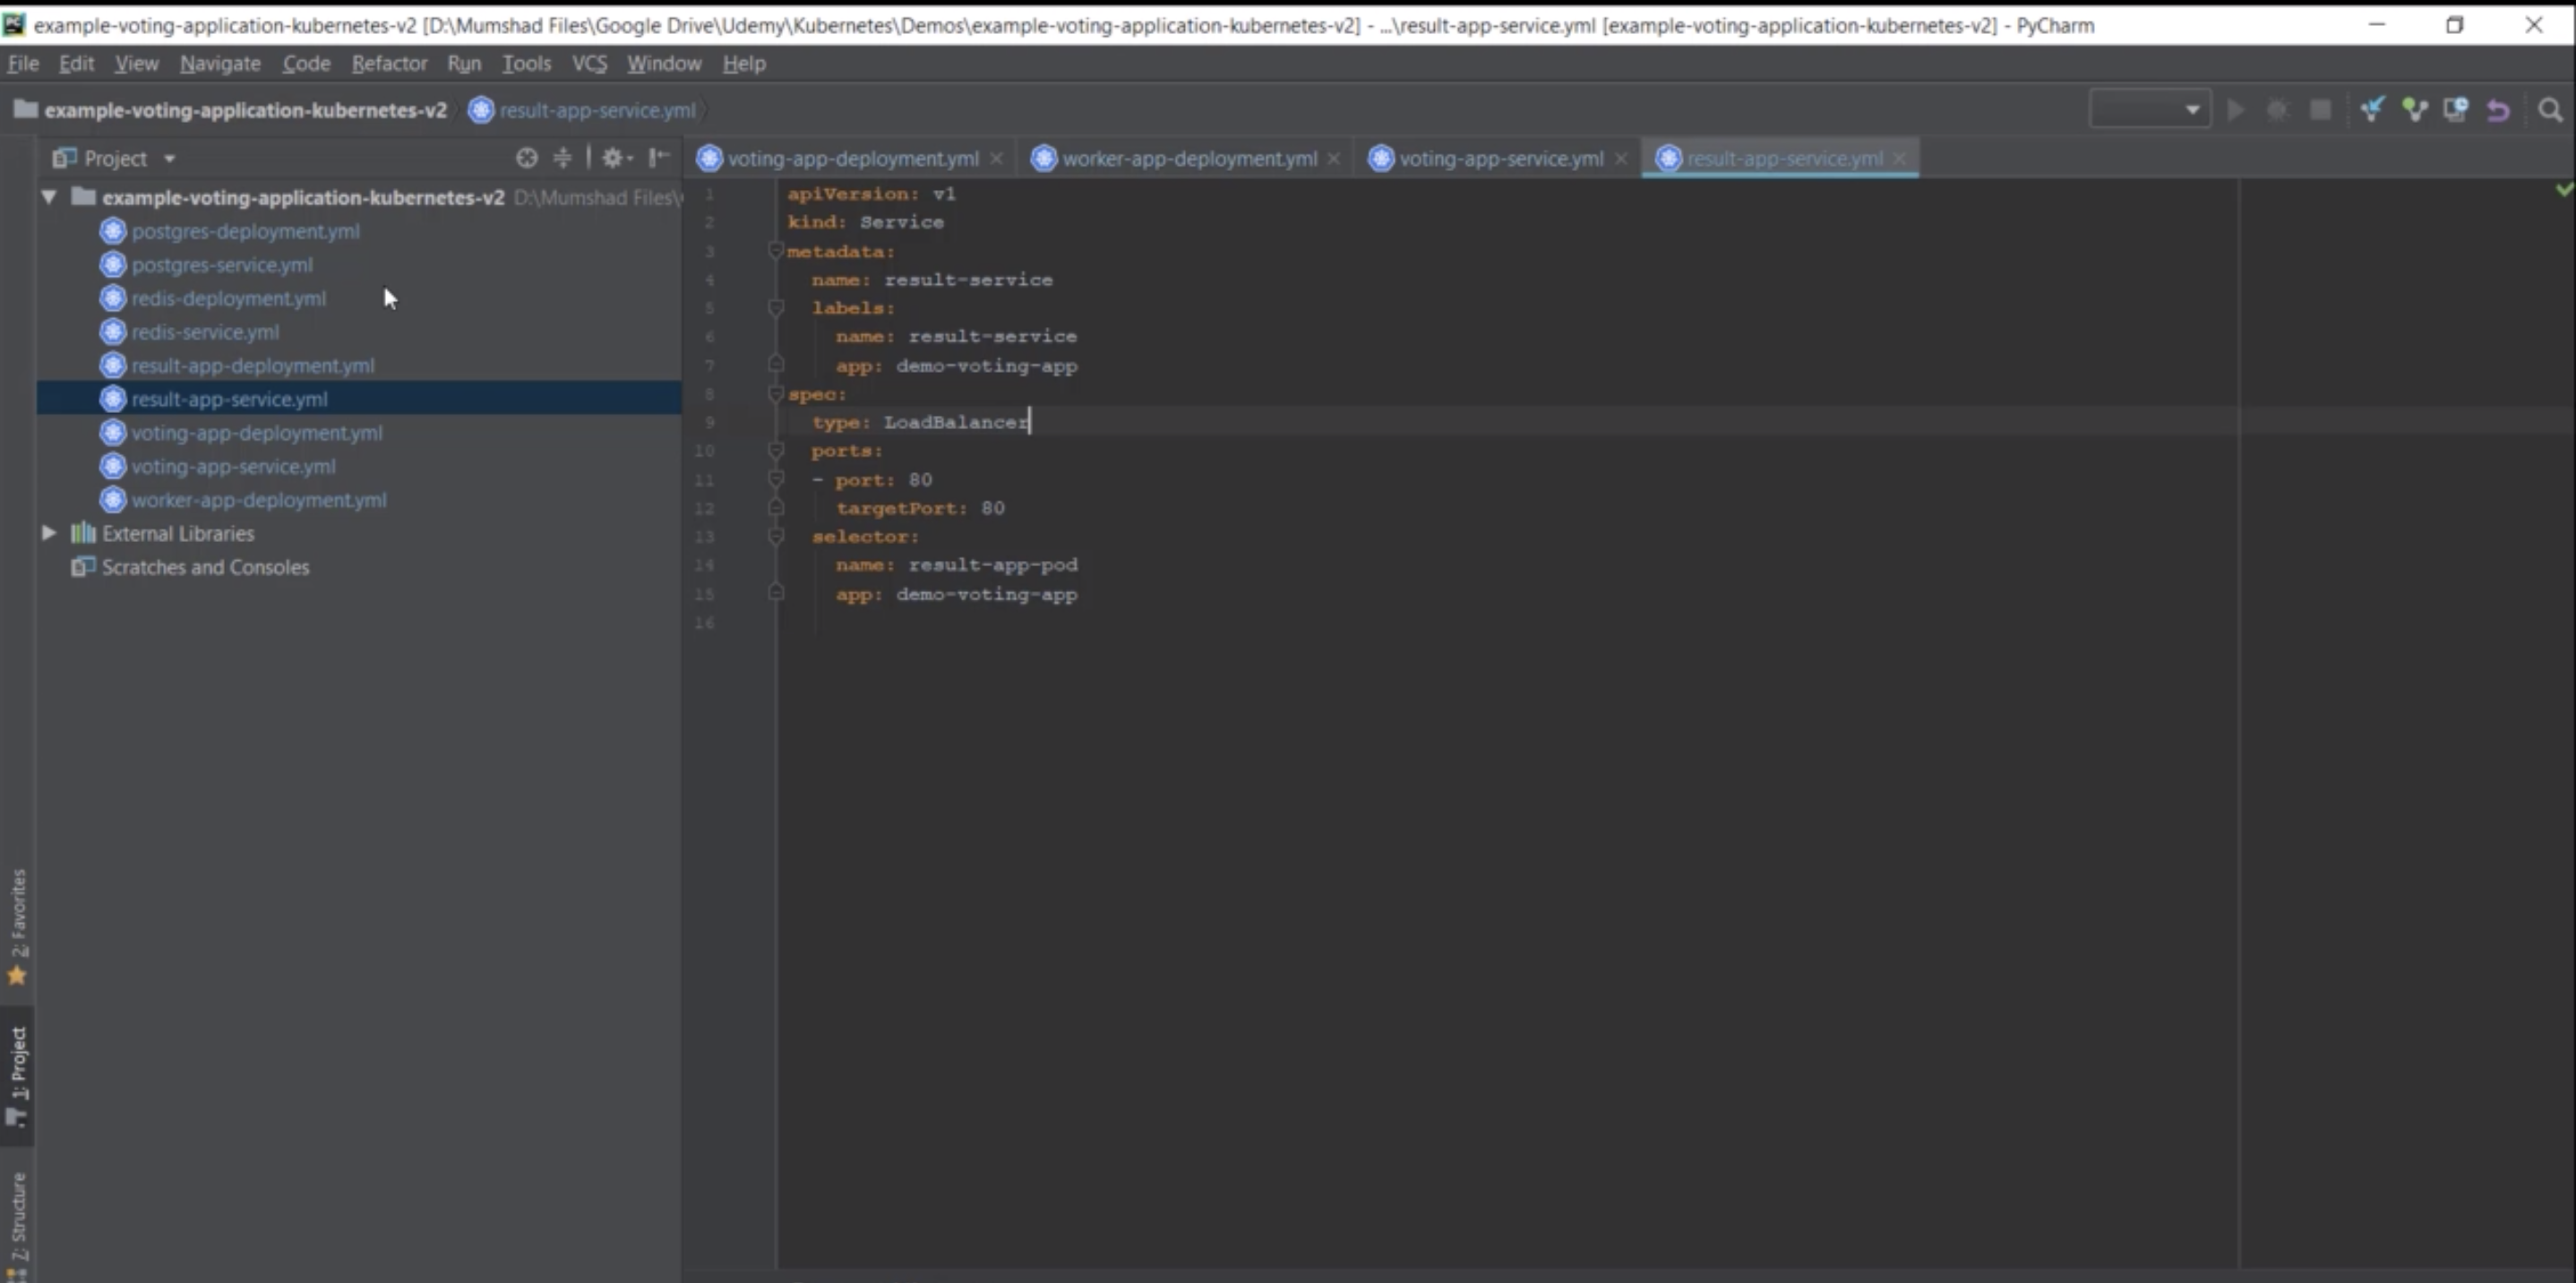 example-voting-application-kubernetes-v2 [D:\Mumshad Files\Google Drive\Udemy\Kubernetes\Demos\example-voting-application-kubernetes-v2] - ...\result-app-service.yml [example-voting-application-kubernetes-v2] - PyCharm
File Edit View Navigate Code Refactor Run Tools VCS Window Help
example-voting-application-kubernetes-v2 result-app-service.yml
Project
voting-app-deployment.yml worker-app-deployment.yml voting-app-service.yml result-app-service.yml
example-voting-application-kubernetes-v2 D:\Mumshad Files\
postgres-deployment.yml
postgres-service.yml
redis-deployment.yml
redis-service.yml
result-app-deployment.yml
result-app-service.yml
voting-app-deployment.yml
voting-app-service.yml
worker-app-deployment.yml
External Libraries
Scratches and Consoles
1 apiVersion: v1
2 kind: Service
3 metadata:
4 name: result-service
5 labels:
6 name: result-service
7 app: demo-voting-app
8 spec:
9 type: LoadBalancer
10 ports:
11 - port: 80
12 targetPort: 80
13 selector:
14 name: result-app-pod
15 app: demo-voting-app
16
2: Favorites
1: Project
7: Structure
PC